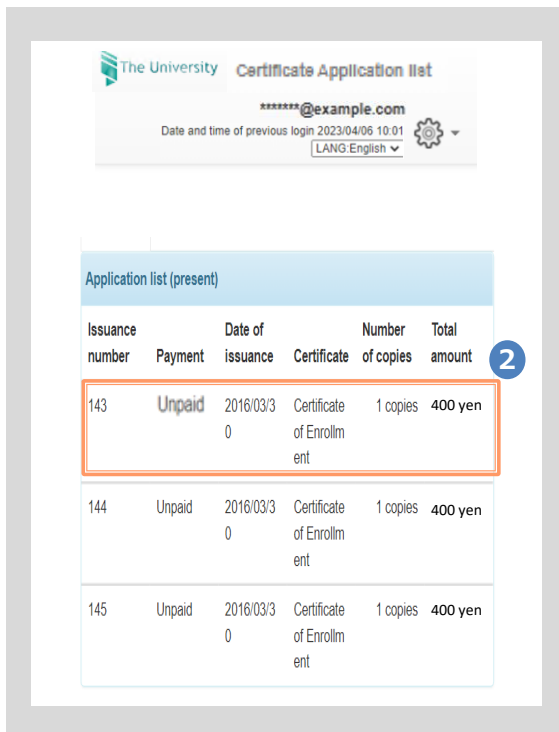 The University Certificate Application list
*******@example.com
Date and time of previous login 2023/04/06 10:01
LANG:English
Application list (present)
Issuance number Payment Date of issuance Certificate Number of copies Total amount
2
143 Unpaid 2016/03/3 Certificate 1 copies 400 yen
0 of Enrollm
ent
144 Unpaid 2016/03/3 Certificate 1 copies 400 yen
0 of Enrollm
ent
145 Unpaid 2016/03/3 Certificate 1 copies 400 yen
0 of Enrollm
ent